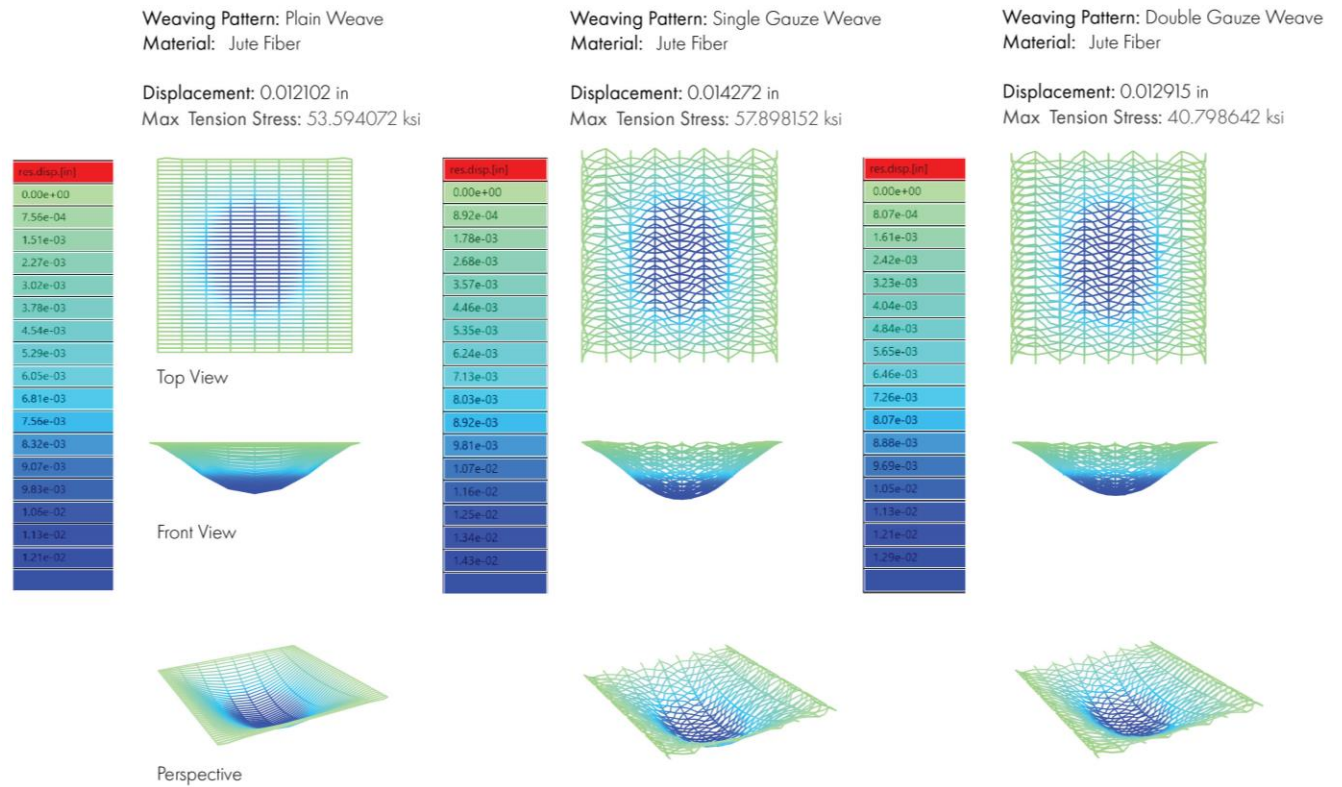 Weaving Pattern: Plain Weave
Material: Jute Fiber
Displacement: 0.012102 in
Max Tension Stress: 53.594072 ksi
res.disp.[in]
0.00e+00
7.56e-04
1.51e-03
2.27e-03
3.02e-03
3.78e-03
4.54e-03
5.29e-03
6.05e-03
6.81e-03
7.56e-03
8.32e-03
9.07e-03
9.83e-03
1.06e-02
1.13e-02
1.21e-02
Top View
Front View
Perspective
Weaving Pattern: Single Gauze Weave
Material: Jute Fiber
Displacement: 0.014272 in
Max Tension Stress: 57.898152 ksi
res.disp.[in]
0.00e+00
8.92e-04
1.78e-03
2.68e-03
3.57e-03
4.46e-03
5.35e-03
6.24e-03
7.13e-03
8.03e-03
8.92e-03
9.81e-03
1.07e-02
1.16e-02
1.25e-02
1.34e-02
1.43e-02
Weaving Pattern: Double Gauze Weave
Material: Jute Fiber
Displacement: 0.012915 in
Max Tension Stress: 40.798642 ksi
res.disp.[in]
0.00e+00
8.07e-04
1.61e-03
2.42e-03
3.23e-03
4.04e-03
4.84e-03
5.65e-03
6.46e-03
7.26e-03
8.07e-03
8.88e-03
9.69e-03
1.05e-02
1.13e-02
1.21e-02
1.29e-02